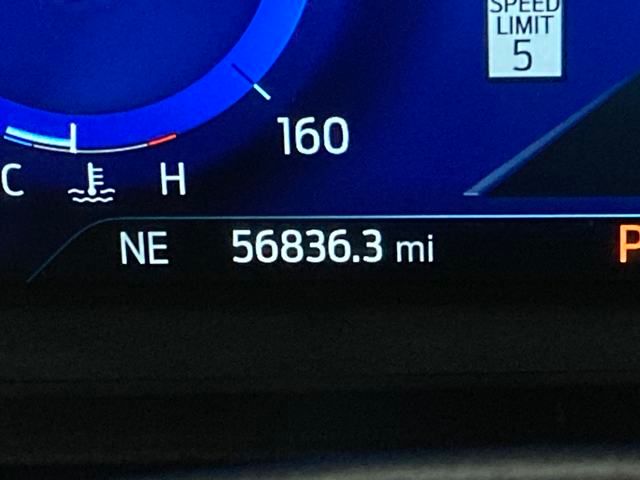 SPEED
LIMIT
5
160
C H
NE 56836.3 mi P